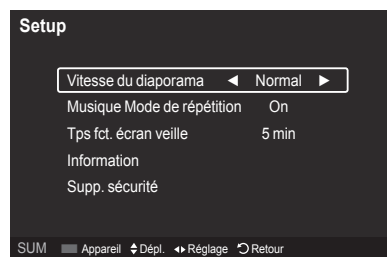 Setup
Vitesse du diaporama ◀ Normal ▶
Musique Mode de répétition On
Tps fct. écran veille 5 min
Information
Supp. sécurité
SUM Appareil Dépl. Réglage Retour